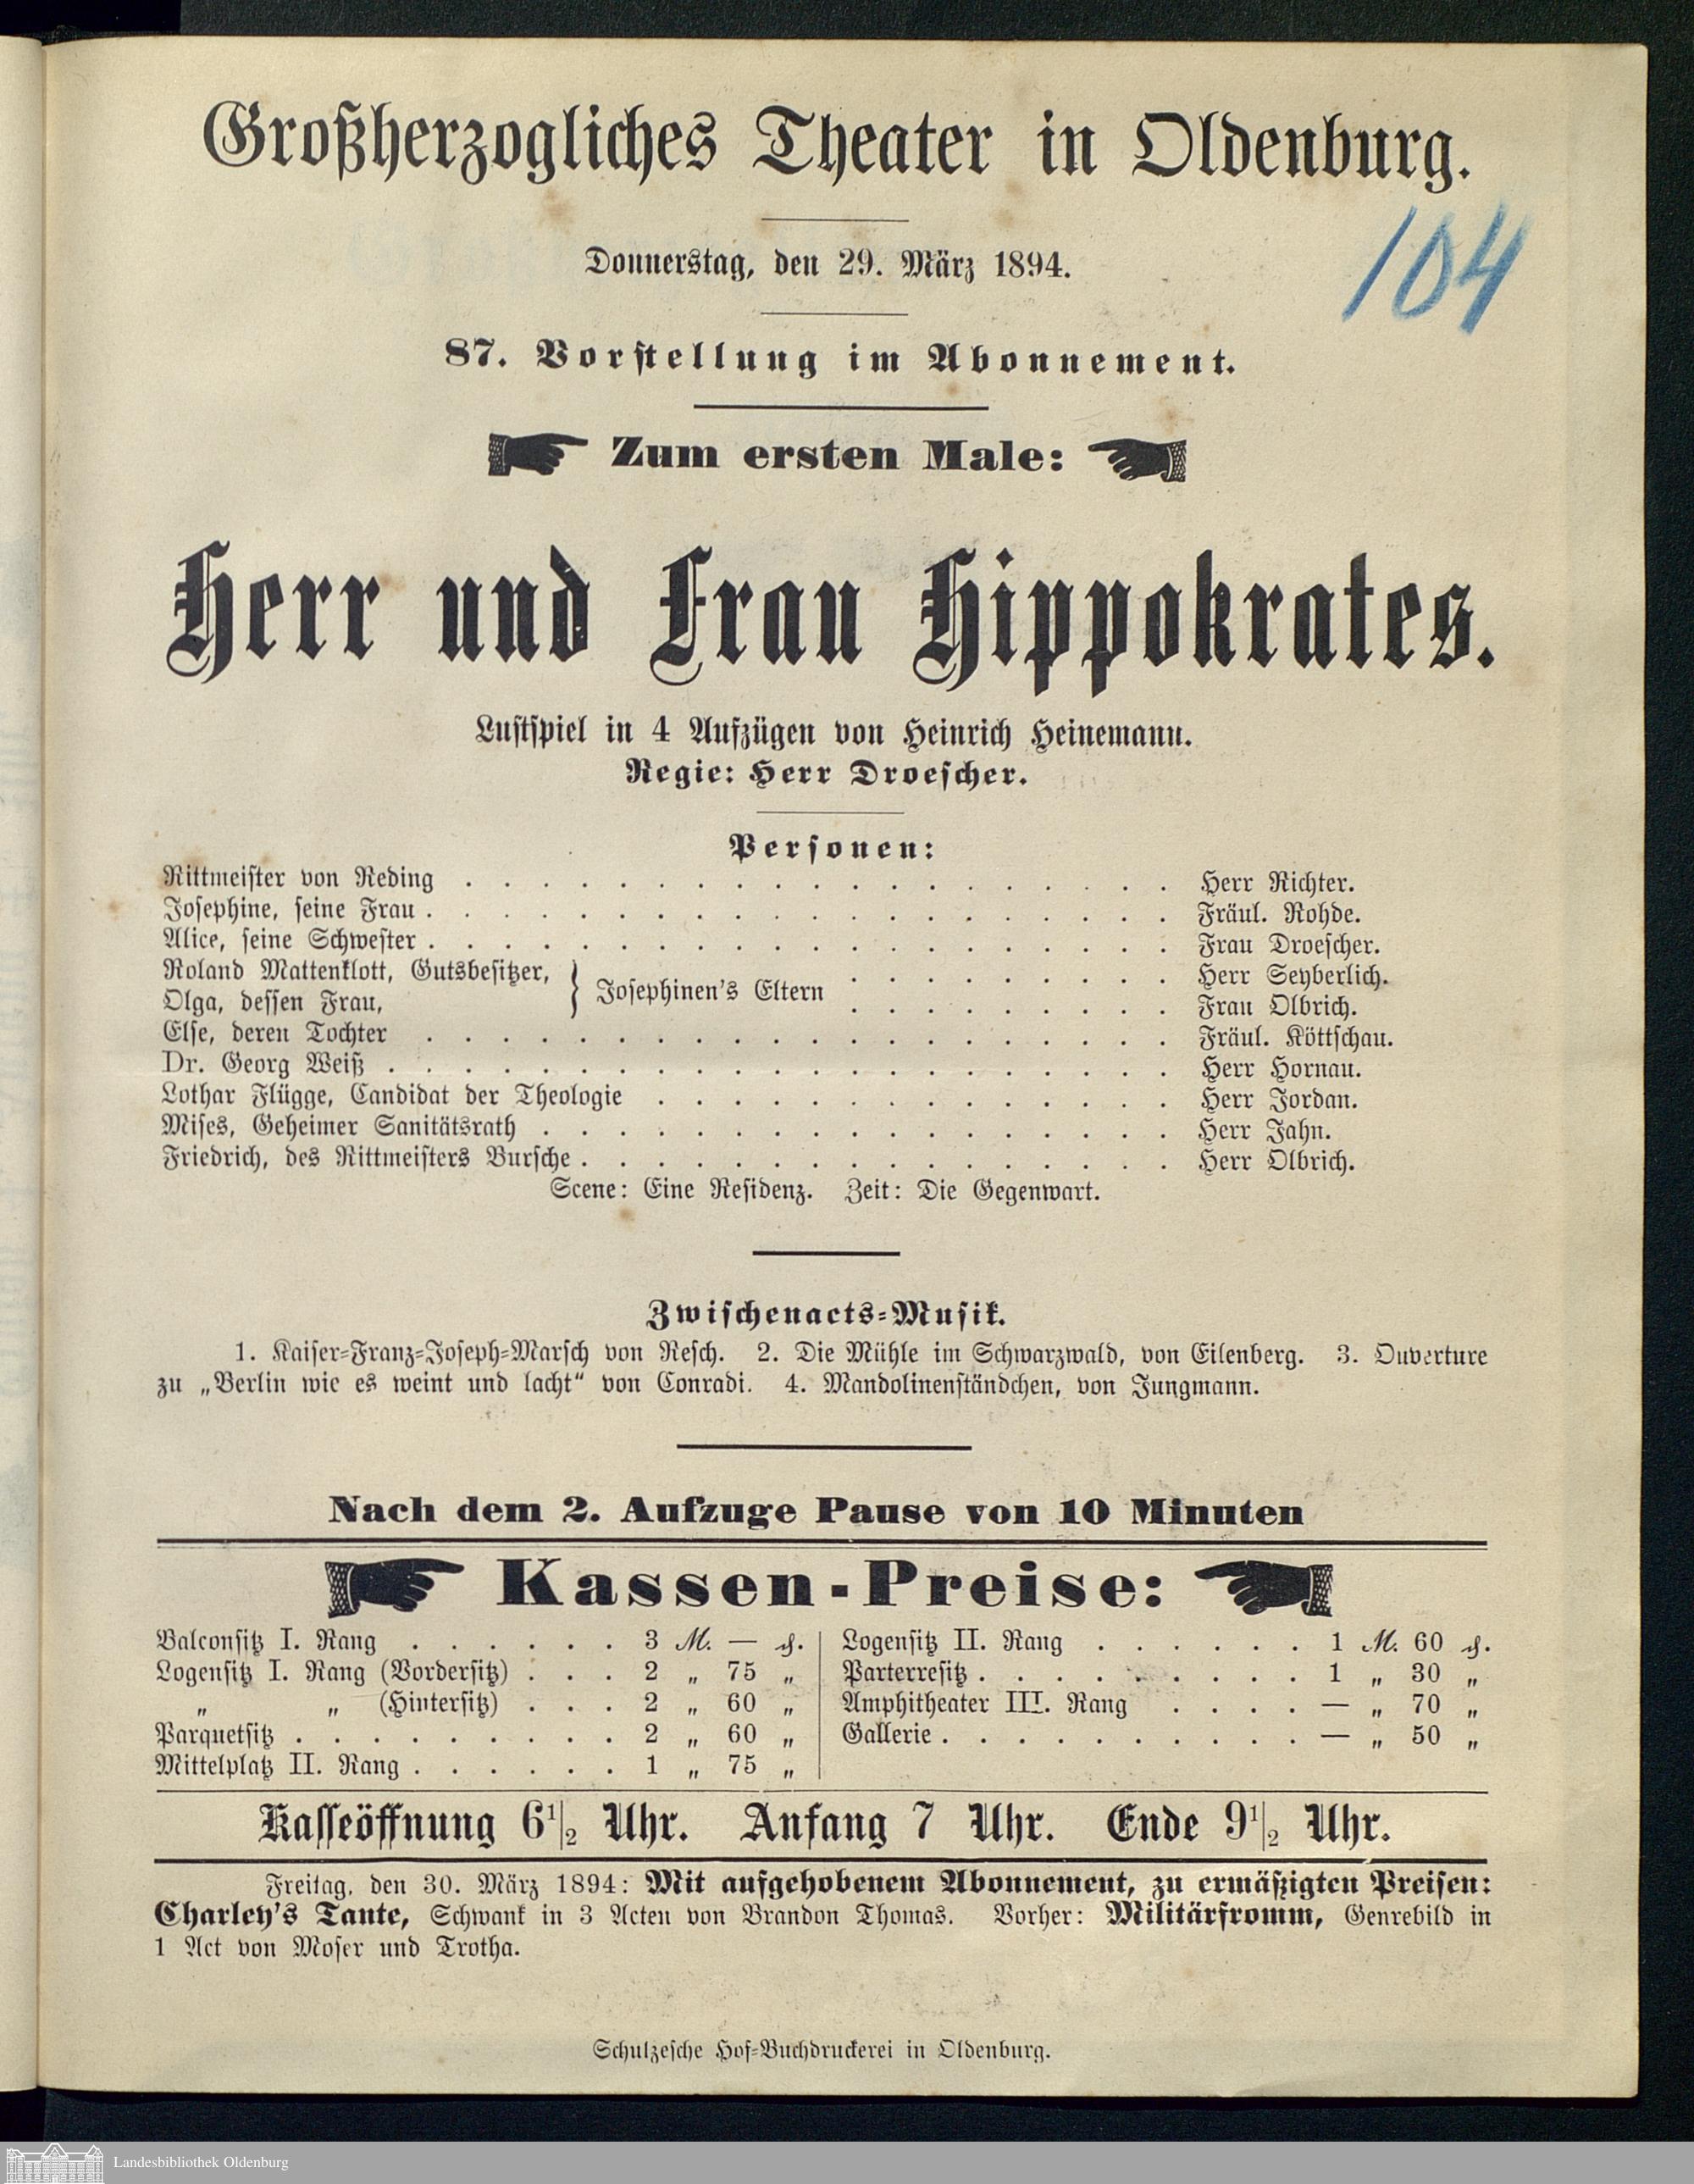 Großherzogliches Theater in Oldenburg.
104
Donnerstag, den 29. März 1894.
87. Vorstellung im Abonnement.
Zum ersten Male:
Herr und Frau Hippokrates.
Lustspiel in 4 Aufzügen von Heinrich Heinemann.
Regie: Herr Droescher.
Personen:
Rittmeister von Reding . . . . . . . . . . . . . . . . . . . Herr Richter.
Josephine, seine Frau . . . . . . . . . . . . . . . . . . . . Fräul. Rohde.
Alice, seine Schwester . . . . . . . . . . . . . . . . . . . . Frau Droescher.
Roland Mattenklott, Gutsbesitzer, } Josephinen's Eltern . . . . . . . . . Herr Seyberlich.
Olga, dessen Frau, . . . . . . . . . Frau Olbrich.
Else, deren Tochter . . . . . . . . . . . . . . . . . . . . Fräul. Köttschau.
Dr. Georg Weiß . . . . . . . . . . . . . . . . . . . . . Herr Hornau.
Lothar Flügge, Candidat der Theologie . . . . . . . . . . . . . . Herr Jordan.
Mises, Geheimer Sanitätsrath . . . . . . . . . . . . . . . . . Herr Jahn.
Friedrich, des Rittmeisters Bursche . . . . . . . . . . . . . . . . Herr Olbrich.
Scene: Eine Residenz. Zeit: Die Gegenwart.
Zwischenacts-Musik.
1. Kaiser-Franz-Joseph-Marsch von Resch. 2. Die Mühle im Schwarzwald, von Eilenberg. 3. Ouverture
zu „Berlin wie es weint und lacht“ von Conradi. 4. Mandolinenständchen, von Jungmann.
Nach dem 2. Aufzuge Pause von 10 Minuten
Kassen-Preise:
Balconsitz I. Rang . . . . . . 3 M. — ₰.
Logensitz I. Rang (Vordersitz) . . . 2 „ 75 „
„ „ (Hintersitz) . . . 2 „ 60 „
Parquetsitz . . . . . . . . . 2 „ 60 „
Mittelplatz II. Rang . . . . . . 1 „ 75 „
Logensitz II. Rang . . . . . . 1 M. 60 ₰.
Parterresitz . . . . . . . . . 1 „ 30 „
Amphitheater III. Rang . . . . — „ 70 „
Gallerie . . . . . . . . . . — „ 50 „
Kasseöffnung 6½ Uhr. Anfang 7 Uhr. Ende 9½ Uhr.
Freitag, den 30. März 1894: Mit aufgehobenem Abonnement, zu ermäßigten Preisen:
Charley's Tante, Schwank in 3 Acten von Brandon Thomas. Vorher: Militärfromm, Genrebild in
1 Act von Moser und Trotha.
Schulzesche Hof-Buchdruckerei in Oldenburg.
Landesbibliothek Oldenburg